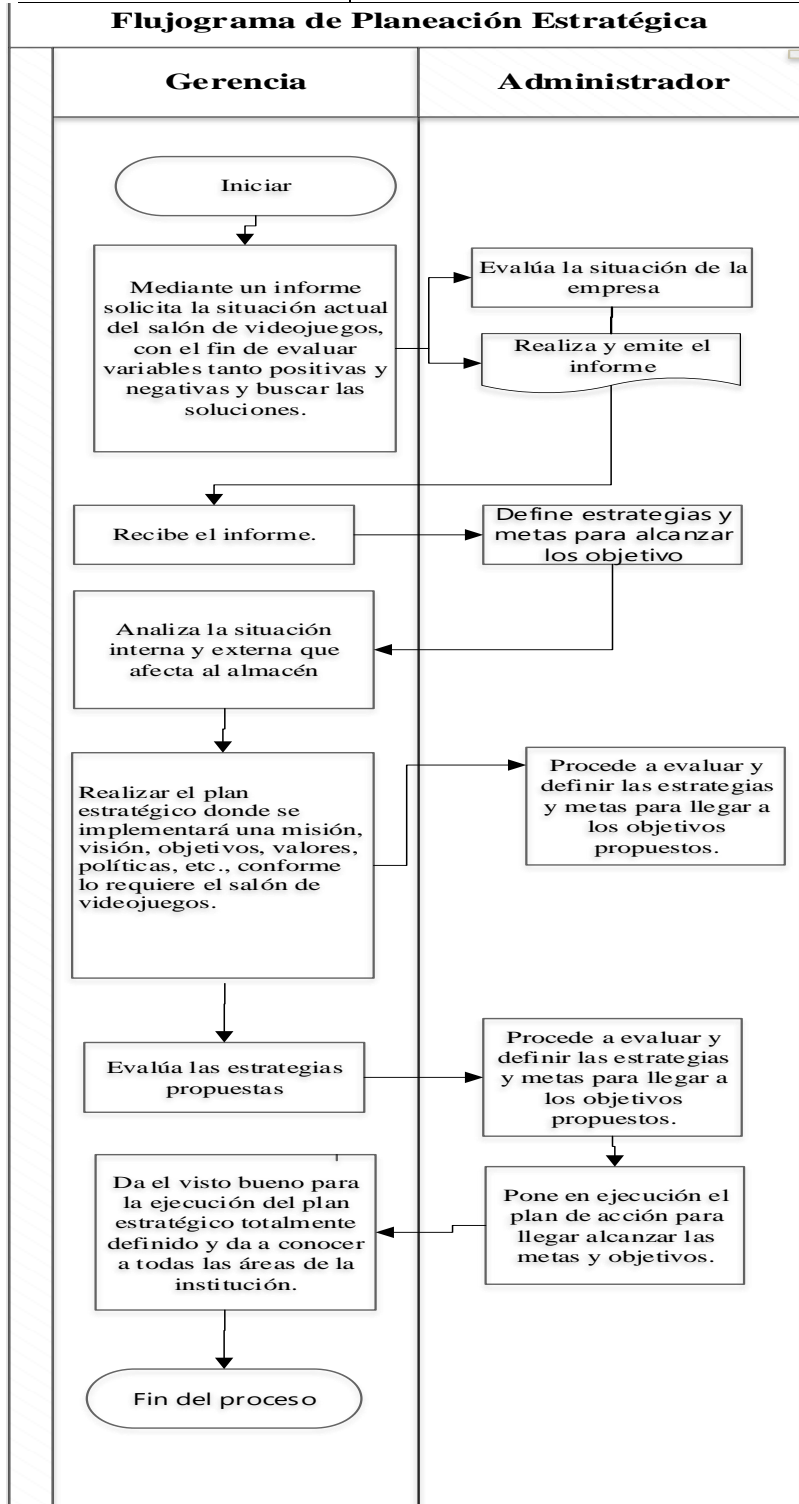 Flujograma de Planeación Estratégica
Gerencia
Administrador
Iniciar
Mediante un informe
solicita la situación actual
del salón de videojuegos,
con el fin de evaluar
variables tanto positivas y
negativas y buscar las
soluciones.
Evalúa la situación de la
empresa
Realiza y emite el
informe
Recibe el informe.
Define estrategias y
metas para alcanzar
los objetivo
Analiza la situación
interna y externa que
afecta al almacén
Realizar el plan
estratégico donde se
implementará una misión,
visión, objetivos, valores,
políticas, etc., conforme
lo requiere el salón de
videojuegos.
Procede a evaluar y
definir las estrategias
y metas para llegar a
los objetivos
propuestos.
Evalúa las estrategias
propuestas
Procede a evaluar y
definir las estrategias
y metas para llegar a
los objetivos
propuestos.
Da el visto bueno para
la ejecución del plan
estratégico totalmente
definido y da a conocer
a todas las áreas de la
institución.
Pone en ejecución el
plan de acción para
llegar alcanzar las
metas y objetivos.
Fin del proceso